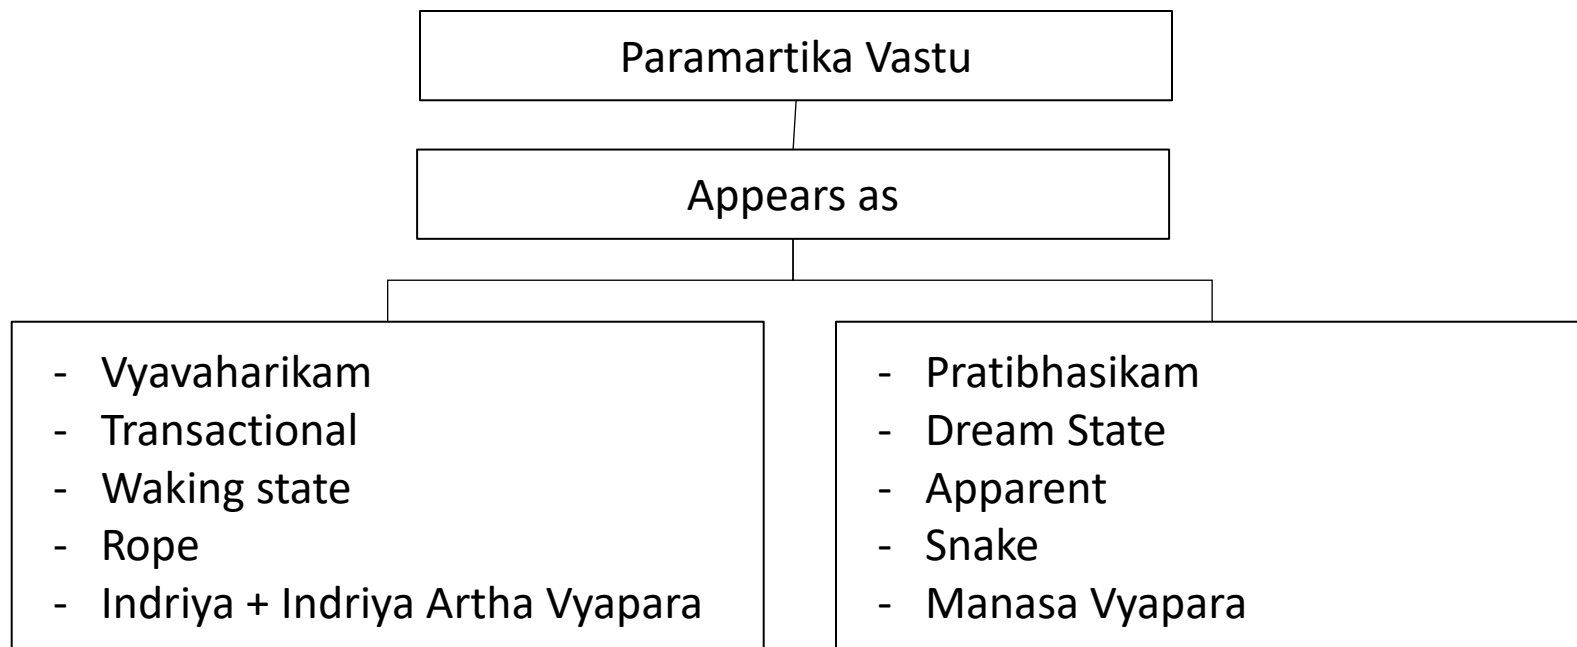 Paramartika Vastu
Appears as
- Vyavaharikam
- Transactional
- Waking state
- Rope
- Indriya + Indriya Artha Vyapara
- Pratibhasikam
- Dream State
- Apparent
- Snake
- Manasa Vyapara